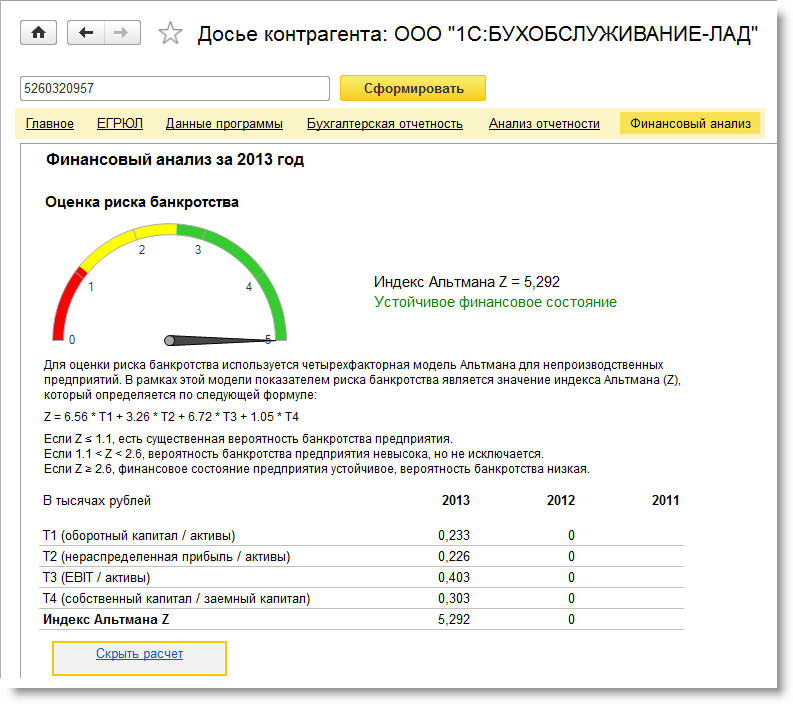 Досье контрагента: ООО "1С:БУХОБСЛУЖИВАНИЕ-ЛАД"
5260320957 Сформировать
Главное ЕГРЮЛ Данные программы Бухгалтерская отчетность Анализ отчетности Финансовый анализ
Финансовый анализ за 2013 год
Оценка риска банкротства
0 1 2 3 4 5
Индекс Альтмана Z = 5,292
Устойчивое финансовое состояние
Для оценки риска банкротства используется четырехфакторная модель Альтмана для непроизводственных
предприятий. В рамках этой модели показателем риска банкротства является значение индекса Альтмана (Z),
который определяется по следующей формуле:
Z = 6.56 * T1 + 3.26 * T2 + 6.72 * T3 + 1.05 * T4
Если Z ≤ 1.1, есть существенная вероятность банкротства предприятия.
Если 1.1 < Z < 2.6, вероятность банкротства предприятия невысока, но не исключается.
Если Z ≥ 2.6, финансовое состояние предприятия устойчивое, вероятность банкротства низкая.
В тысячах рублей 2013 2012 2011
T1 (оборотный капитал / активы) 0,233 0
T2 (нераспределенная прибыль / активы) 0,226 0
T3 (EBIT / активы) 0,403 0
T4 (собственный капитал / заемный капитал) 0,303 0
Индекс Альтмана Z 5,292 0
Скрыть расчет